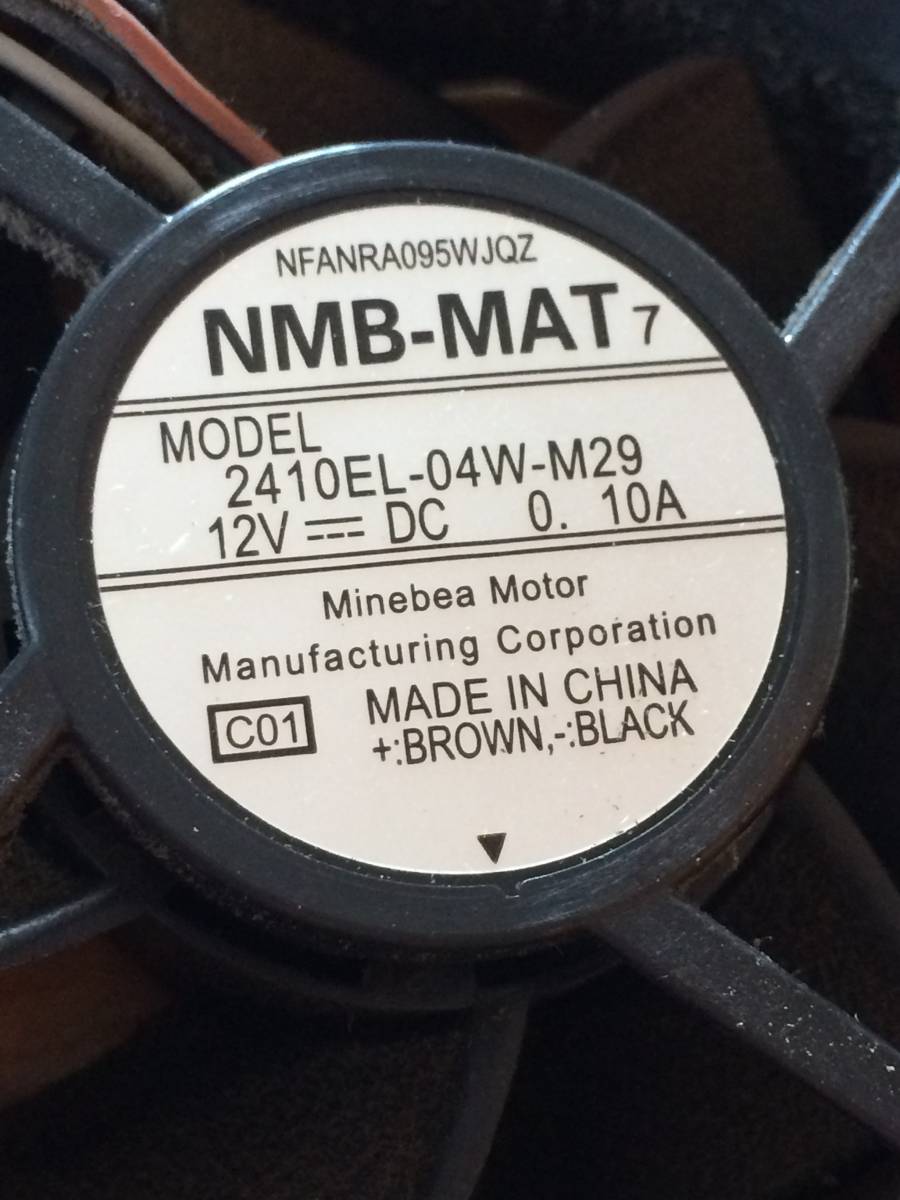 NFANRA095WJQZ
NMB-MAT 7
MODEL
2410EL-04W-M29
12V ⎓ DC 0. 10A
Minebea Motor
Manufacturing Corporation
C01 MADE IN CHINA
+:BROWN,-:BLACK